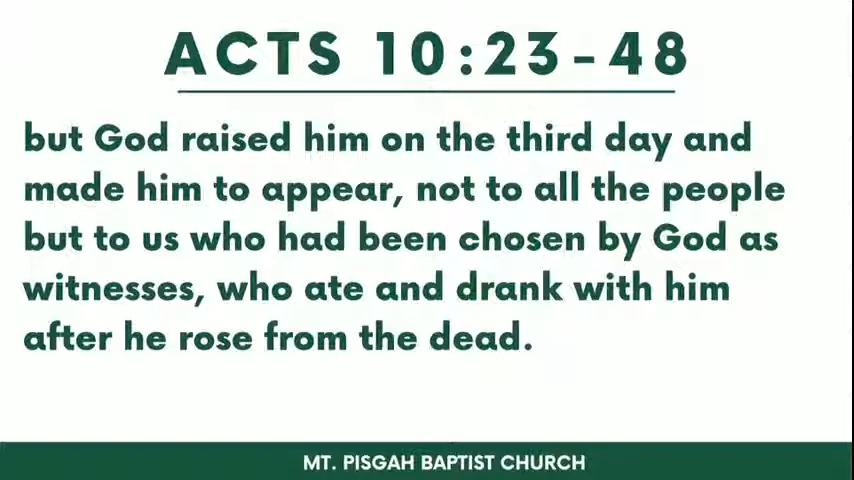 ACTS 10:23-48
but God raised him on the third day and
made him to appear, not to all the people
but to us who had been chosen by God as
witnesses, who ate and drank with him
after he rose from the dead.
MT. PISGAH BAPTIST CHURCH